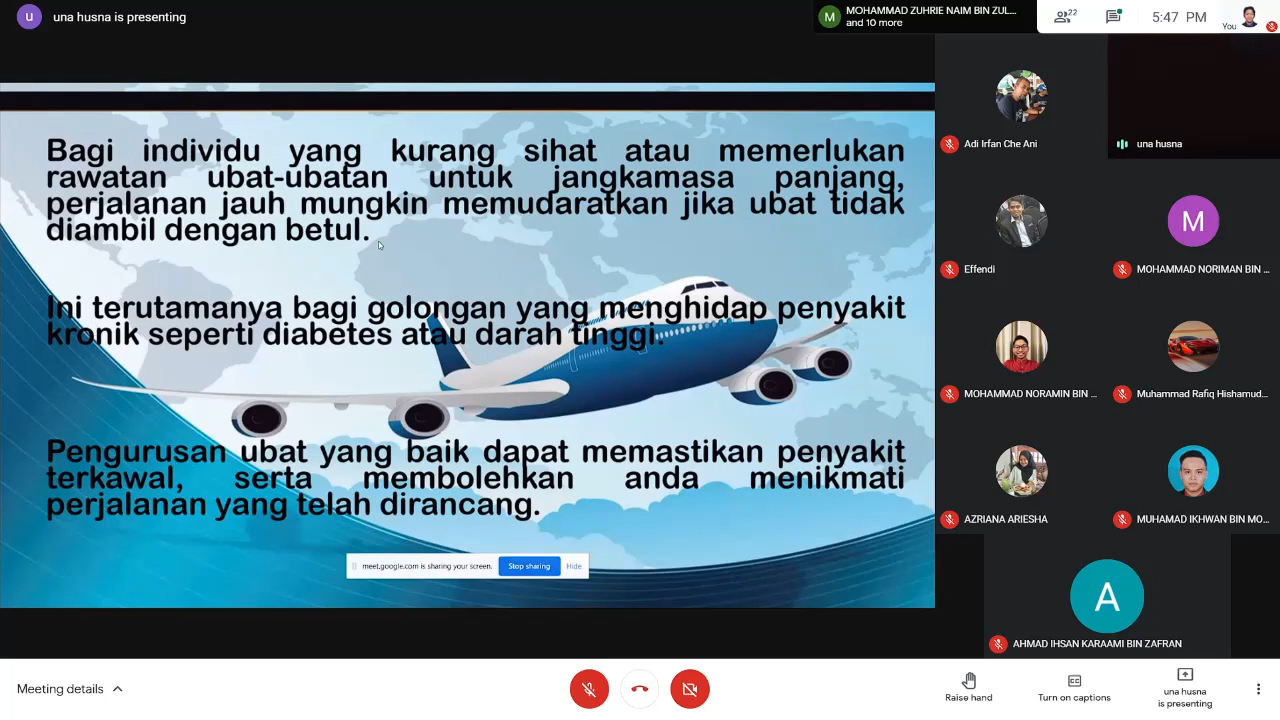 u
una husna is presenting
M
MOHAMMAD ZUHRIE NAIM BIN ZUL...
and 10 more
22
5:47 PM
You
Bagi individu yang kurang sihat atau memerlukan
rawatan ubat-ubatan untuk jangkamasa panjang,
perjalanan jauh mungkin memudaratkan jika ubat tidak
diambil dengan betul.
Ini terutamanya bagi golongan yang menghidap penyakit
kronik seperti diabetes atau darah tinggi.
Pengurusan ubat yang baik dapat memastikan penyakit
terkawal, serta membolehkan anda menikmati
perjalanan yang telah dirancang.
meet.google.com is sharing your screen.
Stop sharing
Hide
Adi Irfan Che Ani
una husna
Effendi
M
MOHAMMAD NORIMAN BIN ...
MOHAMMAD NORAMIN BIN ...
Muhammad Rafiq Hishamud...
AZRIANA ARIESHA
MUHAMAD IKHWAN BIN MO...
A
AHMAD IHSAN KARAAMI BIN ZAFRAN
Meeting details
Raise hand
CC
Turn on captions
una husna
is presenting